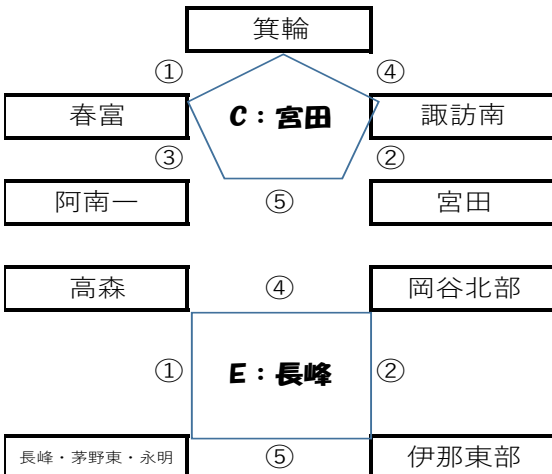 箕輪
① ④
春富 C：宮田 諏訪南
③ ②
阿南一 ⑤ 宮田
高森 ④ 岡谷北部
① E：長峰 ②
長峰・茅野東・永明 ⑤ 伊那東部